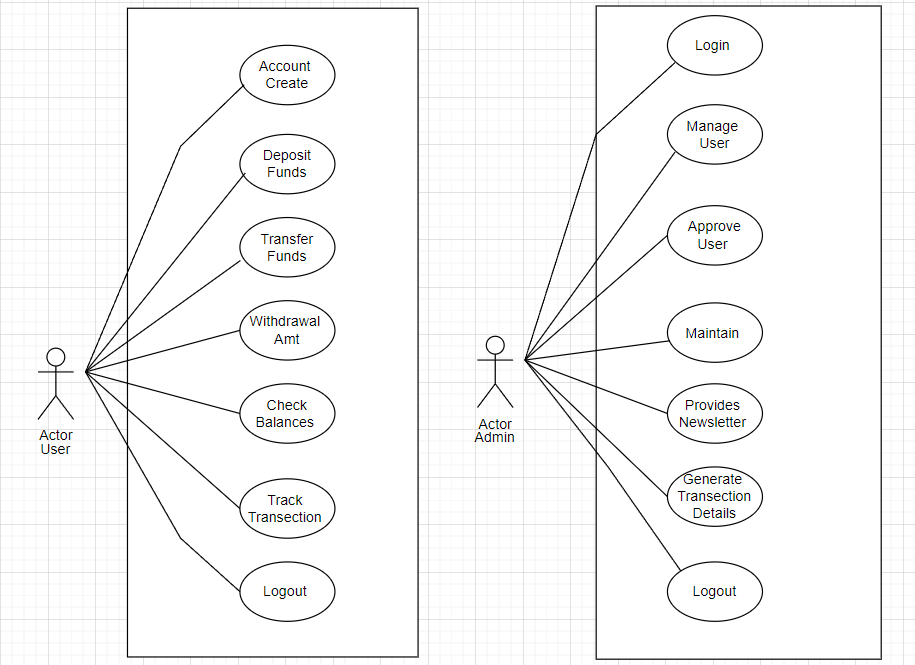 Account
Create
Deposit
Funds
Transfer
Funds
Withdrawal
Amt
Check
Balances
Track
Transection
Logout
Actor
User
Login
Manage
User
Approve
User
Maintain
Provides
Newsletter
Generate
Transection
Details
Logout
Actor
Admin